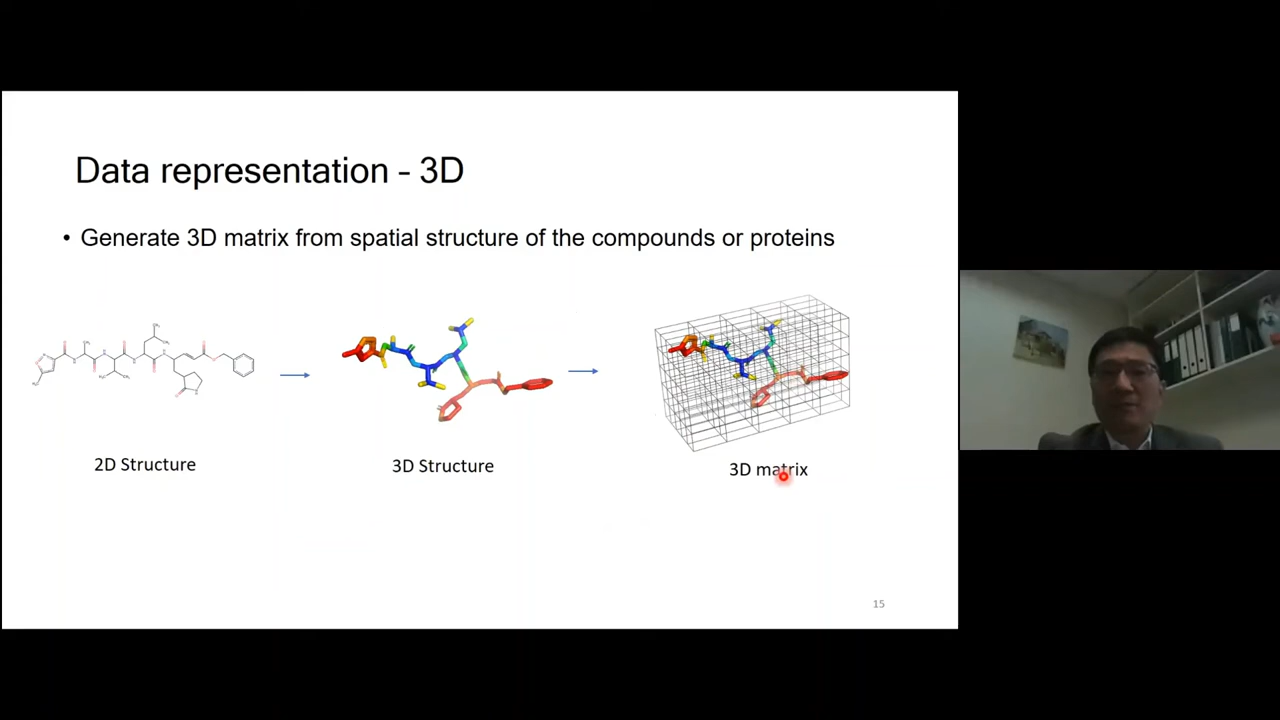 Data representation - 3D
• Generate 3D matrix from spatial structure of the compounds or proteins
2D Structure
3D Structure
3D matrix
15